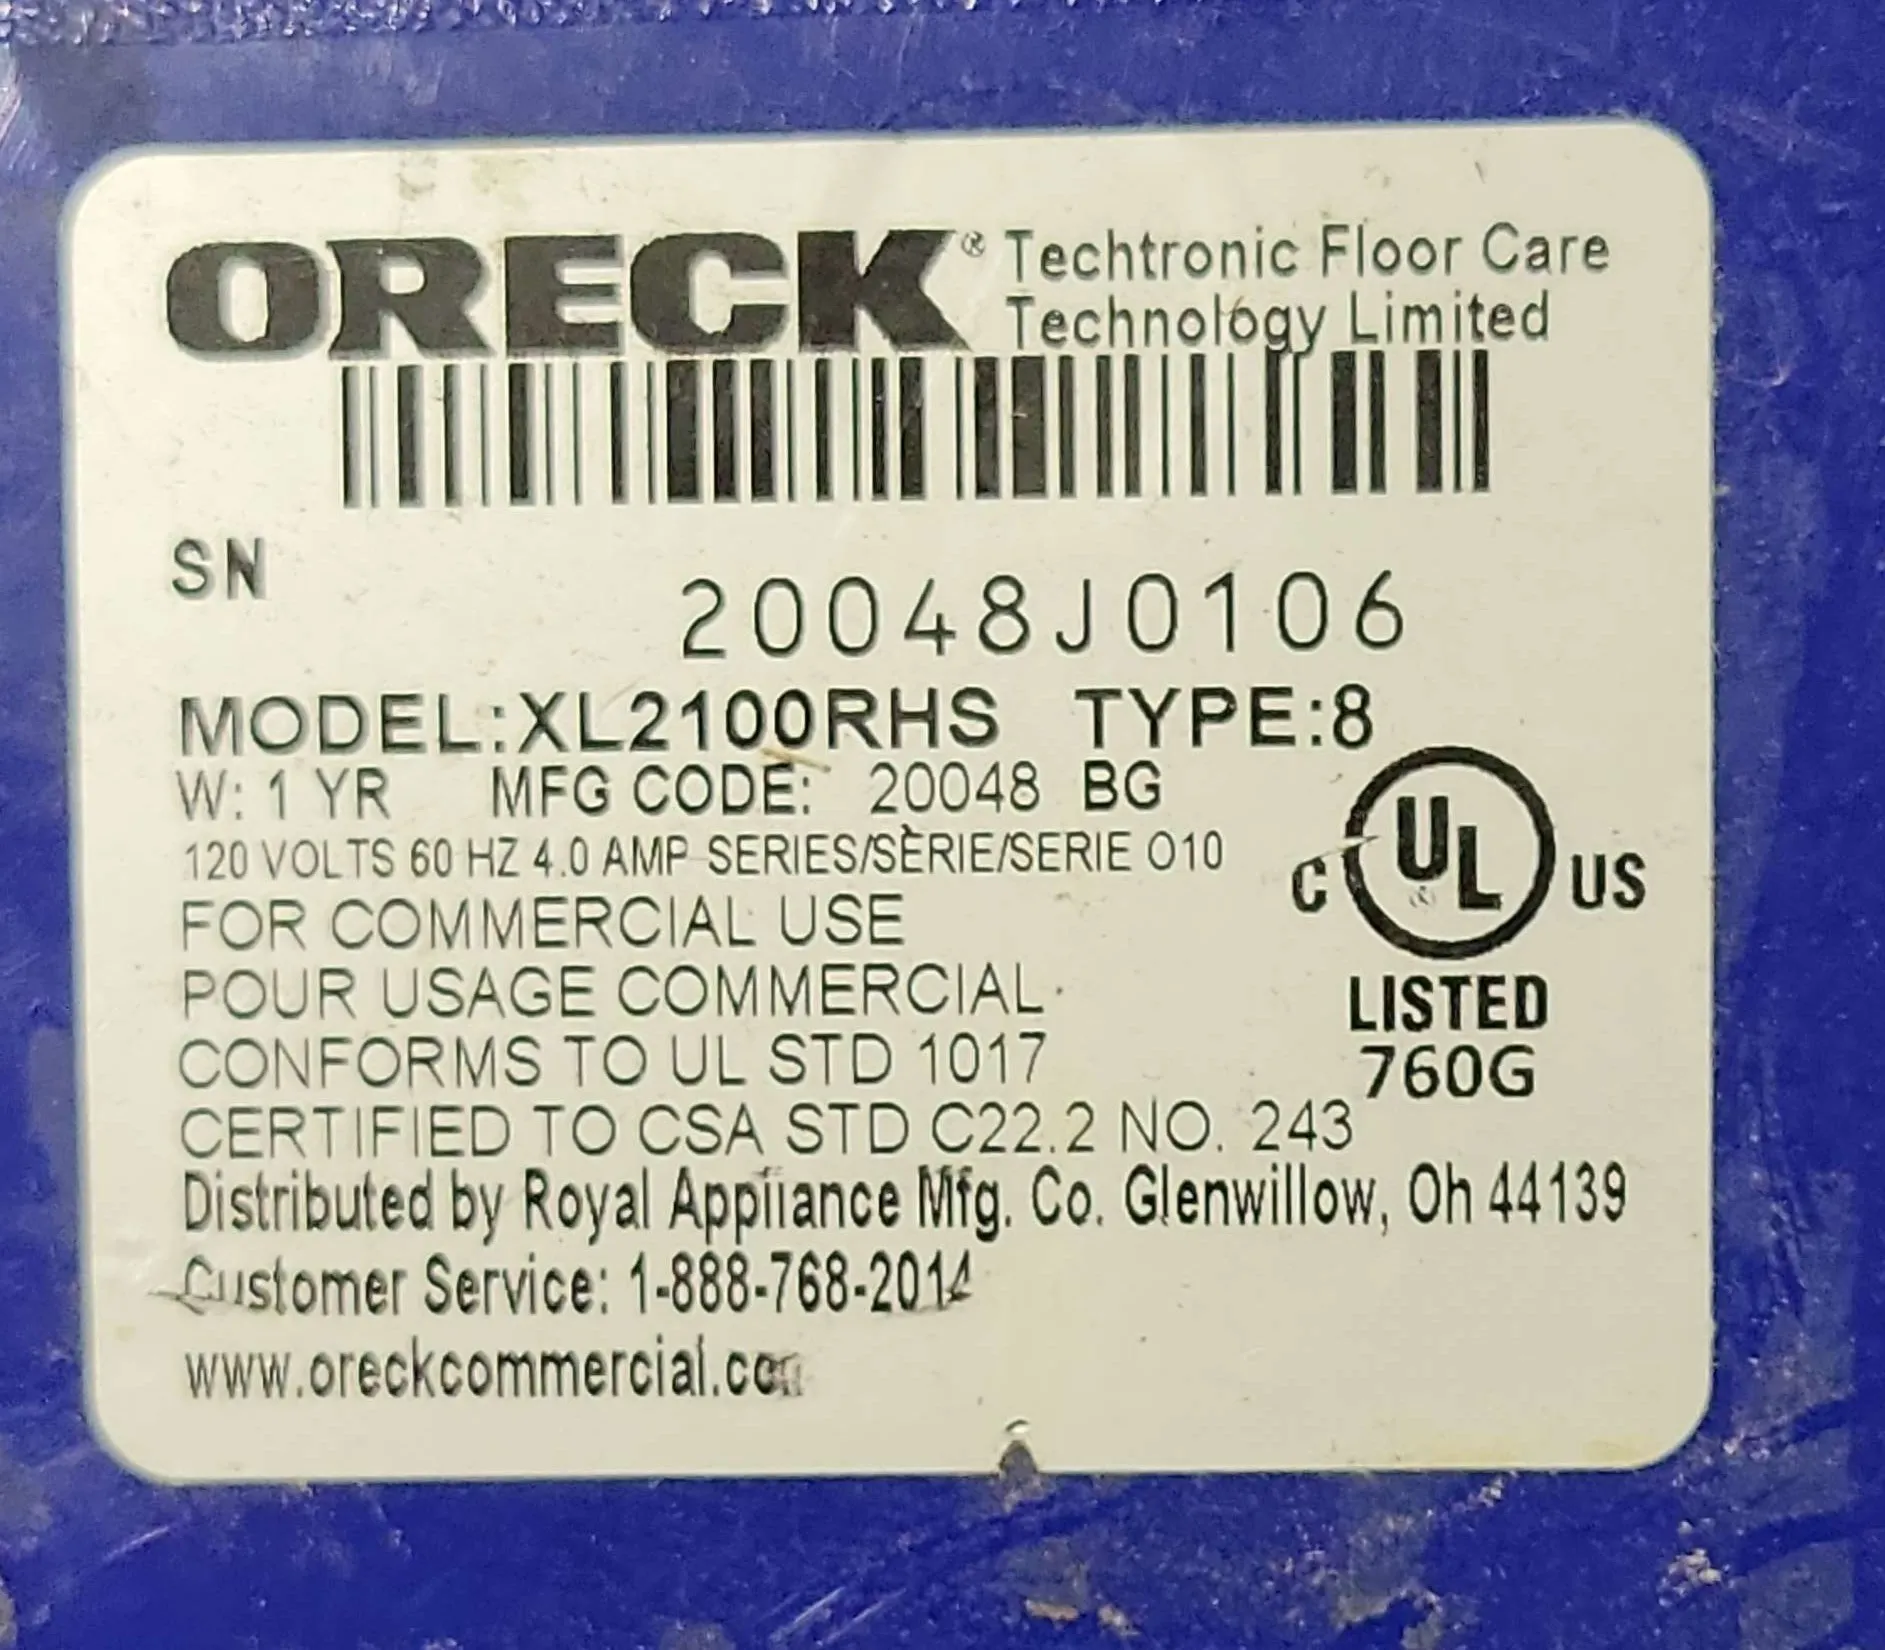 ORECK® Techtronic Floor Care
Technology Limited
SN
20048J0106
MODEL:XL2100RHS TYPE:8
W: 1 YR MFG CODE: 20048 BG
120 VOLTS 60 HZ 4.0 AMP SERIES/SÈRIE/SERIE O10
FOR COMMERCIAL USE
POUR USAGE COMMERCIAL
CONFORMS TO UL STD 1017
CERTIFIED TO CSA STD C22.2 NO. 243
C UL® US
LISTED
760G
Distributed by Royal Appliance Mfg. Co. Glenwillow, Oh 44139
Customer Service: 1-888-768-2014
www.oreckcommercial.com